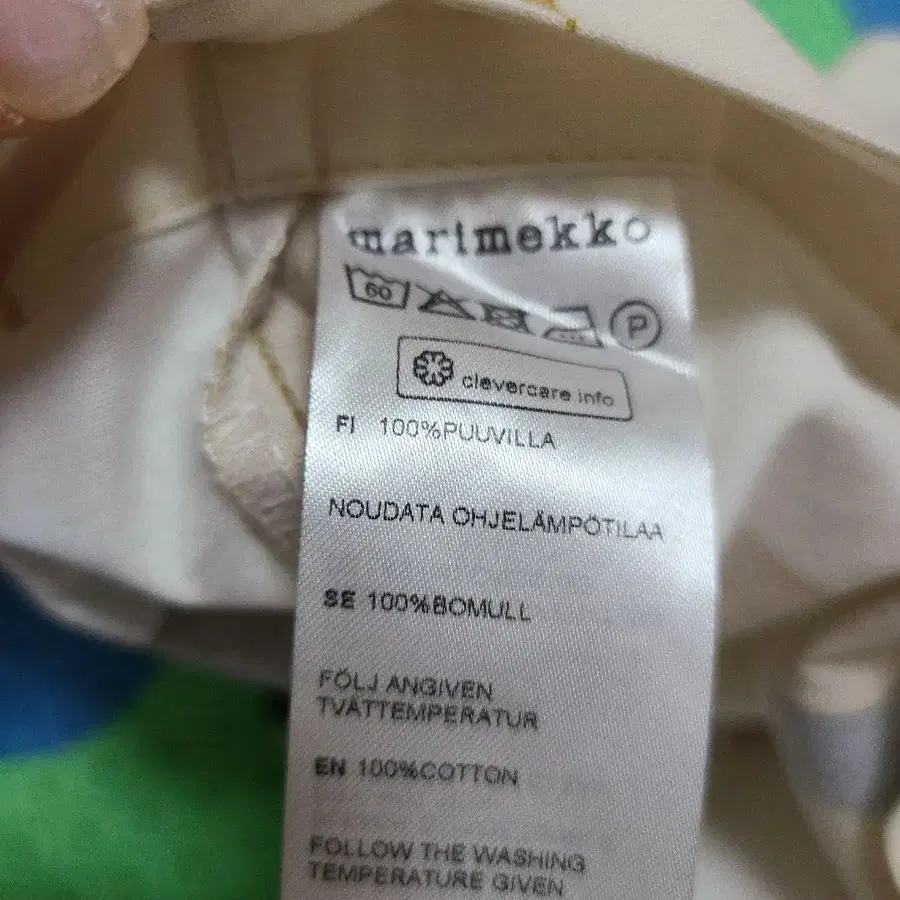 marimekko
60
P
clevercare info
FI 100%PUUVILLA
NOUDATA OHJELÄMPÖTILAA
SE 100%BOMULL
FÖLJ ANGIVEN
TVÄTTEMPERATUR
EN 100%COTTON
FOLLOW THE WASHING
TEMPERATURE GIVEN